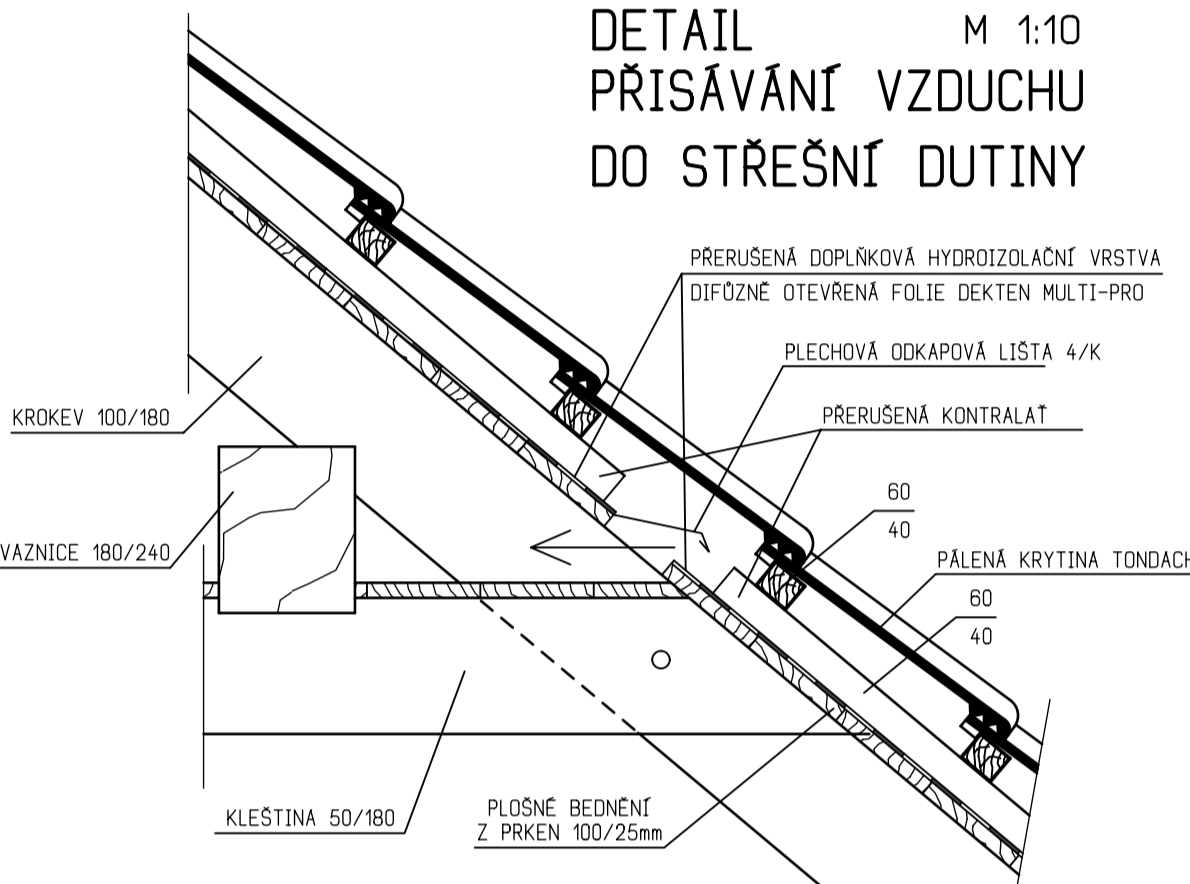 DETAIL M 1:10
PŘISÁVÁNÍ VZDUCHU
DO STŘEŠNÍ DUTINY
PŘERUŠENÁ DOPLŇKOVÁ HYDROIZOLAČNÍ VRSTVA
DIFŮZNĚ OTEVŘENÁ FOLIE DEKTEN MULTI-PRO
PLECHOVÁ ODKAPOVÁ LIŠTA 4/K
KROKEV 100/180
PŘERUŠENÁ KONTRALAŤ
60
40
VAZNICE 180/240
PÁLENÁ KRYTINA TONDACH
60
40
KLEŠTINA 50/180
PLOŠNÉ BEDNĚNÍ
Z PRKEN 100/25mm